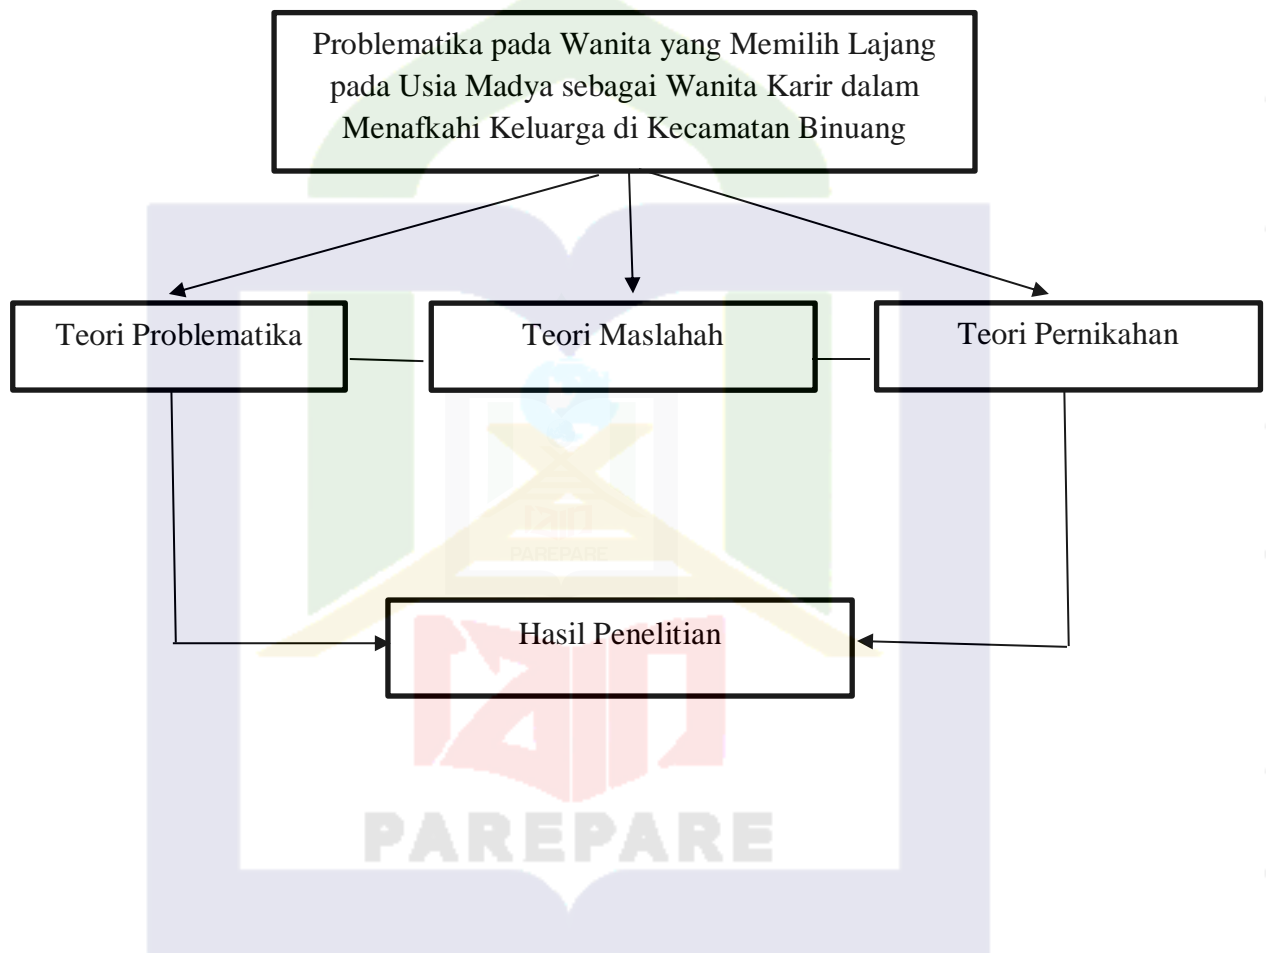 Problematika pada Wanita yang Memilih Lajang
pada Usia Madya sebagai Wanita Karir dalam
Menafkahi Keluarga di Kecamatan Binuang
Teori Problematika
Teori Maslahah
Teori Pernikahan
PAREPARE
Hasil Penelitian
PAREPARE